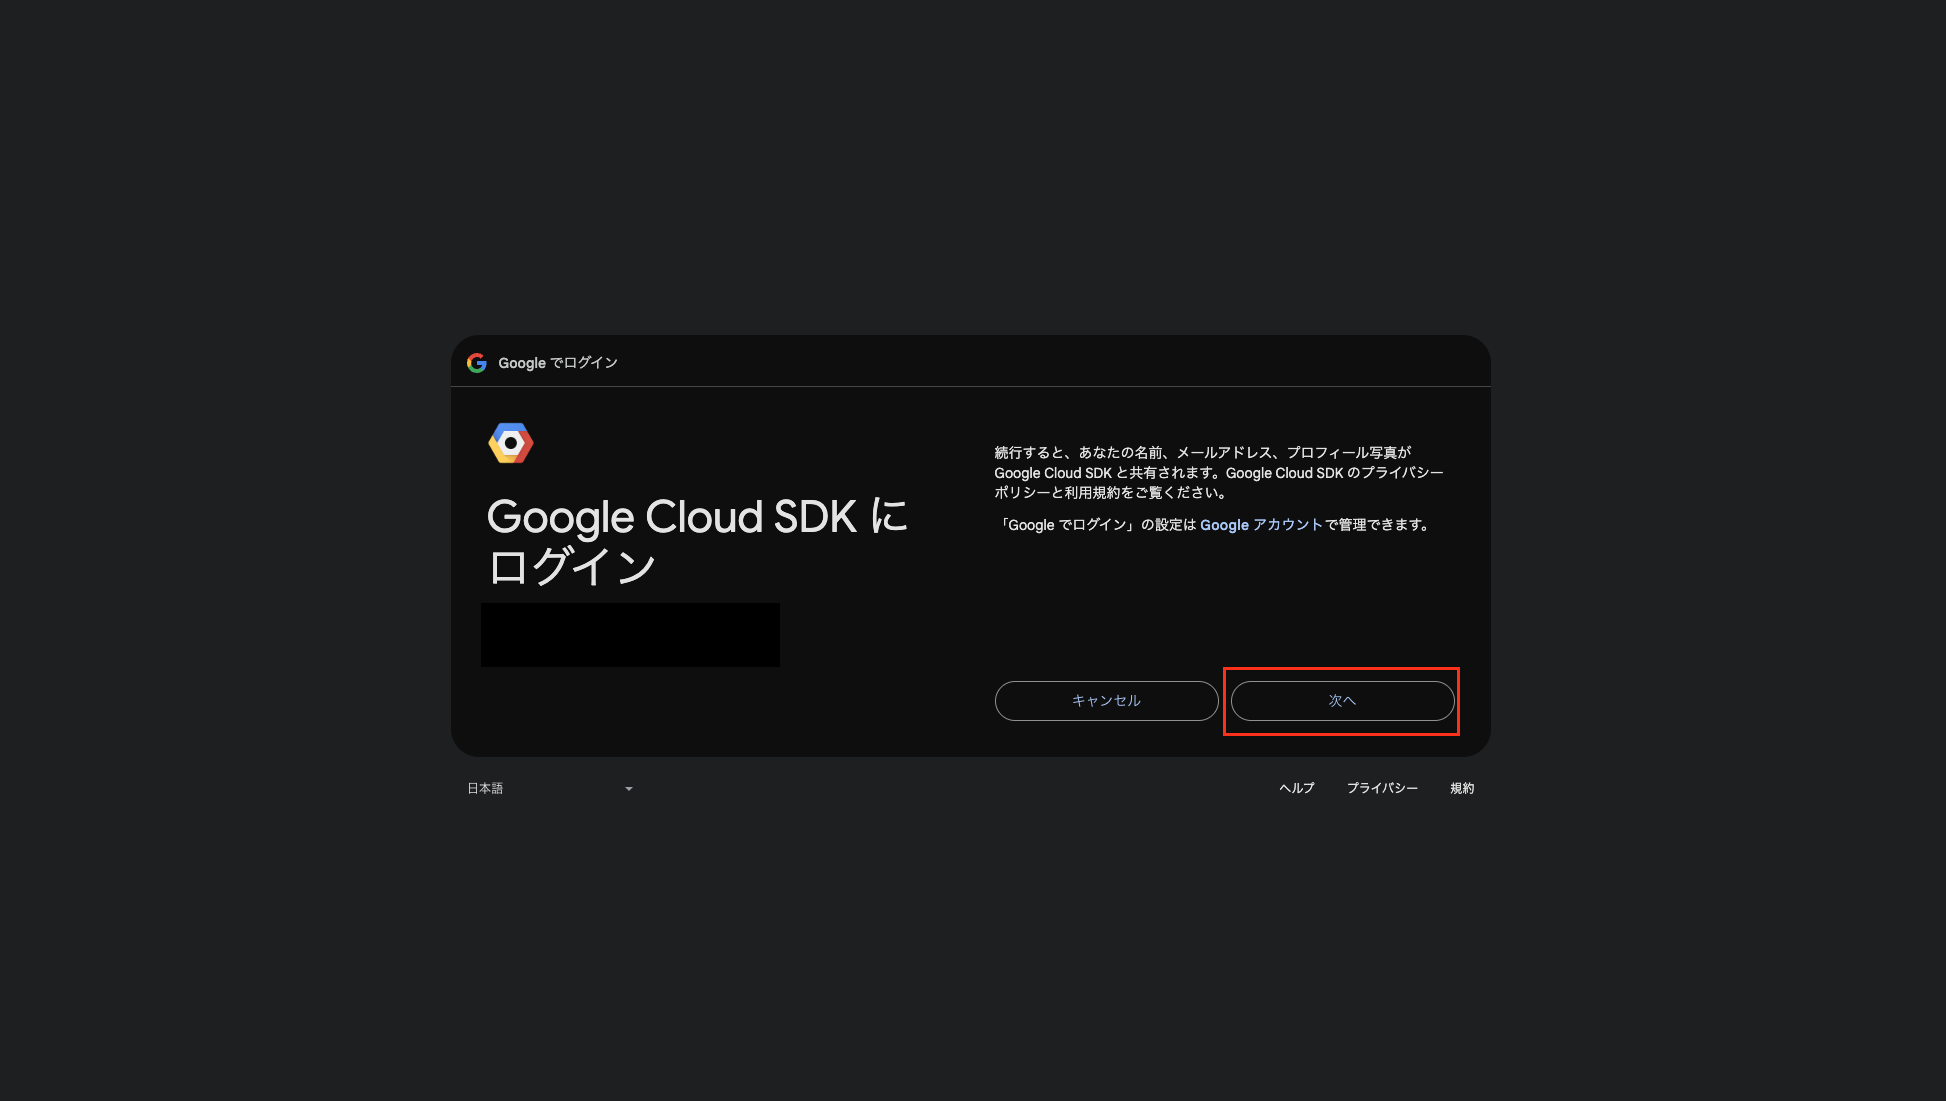 Google でログイン
Google Cloud SDK に
ログイン
続行すると、あなたの名前、メールアドレス、プロフィール写真が
Google Cloud SDK と共有されます。Google Cloud SDK のプライバシー
ポリシーと利用規約をご覧ください。
「Google でログイン」の設定は Google アカウントで管理できます。
キャンセル
次へ
日本語
ヘルプ
プライバシー
規約